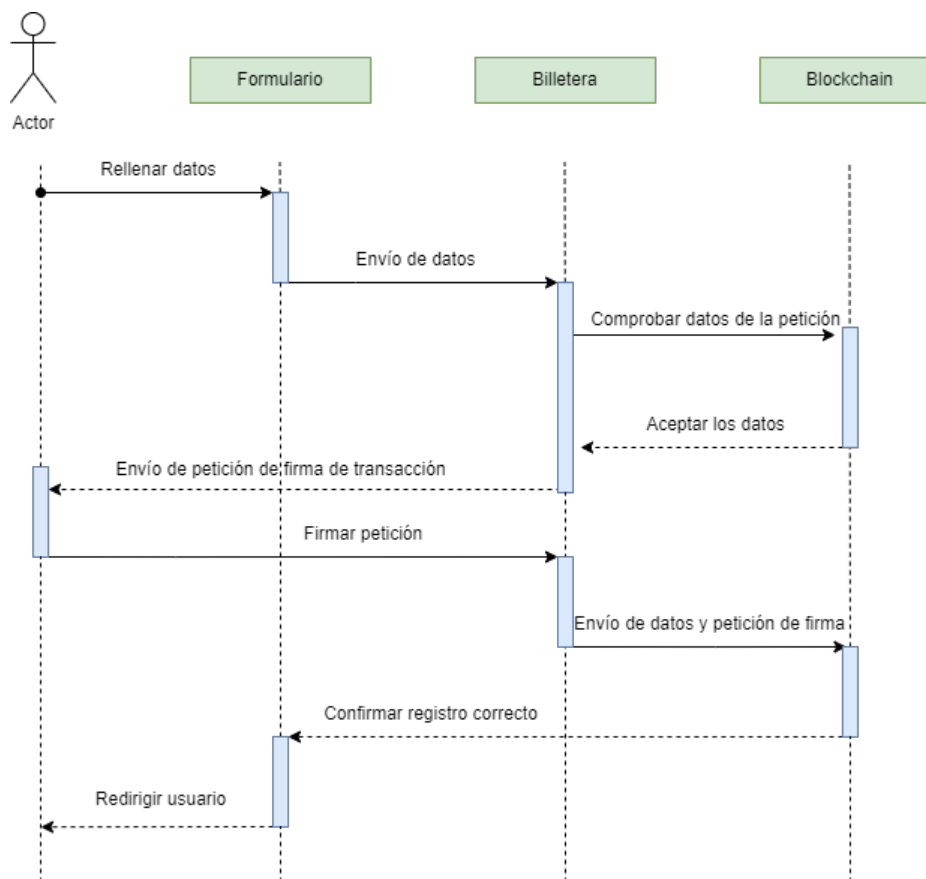 Formulario
Billetera
Blockchain
Actor
Rellenar datos
Envío de datos
Comprobar datos de la petición
Aceptar los datos
Envío de petición de firma de transacción
Firmar petición
Envío de datos y petición de firma
Confirmar registro correcto
Redirigir usuario